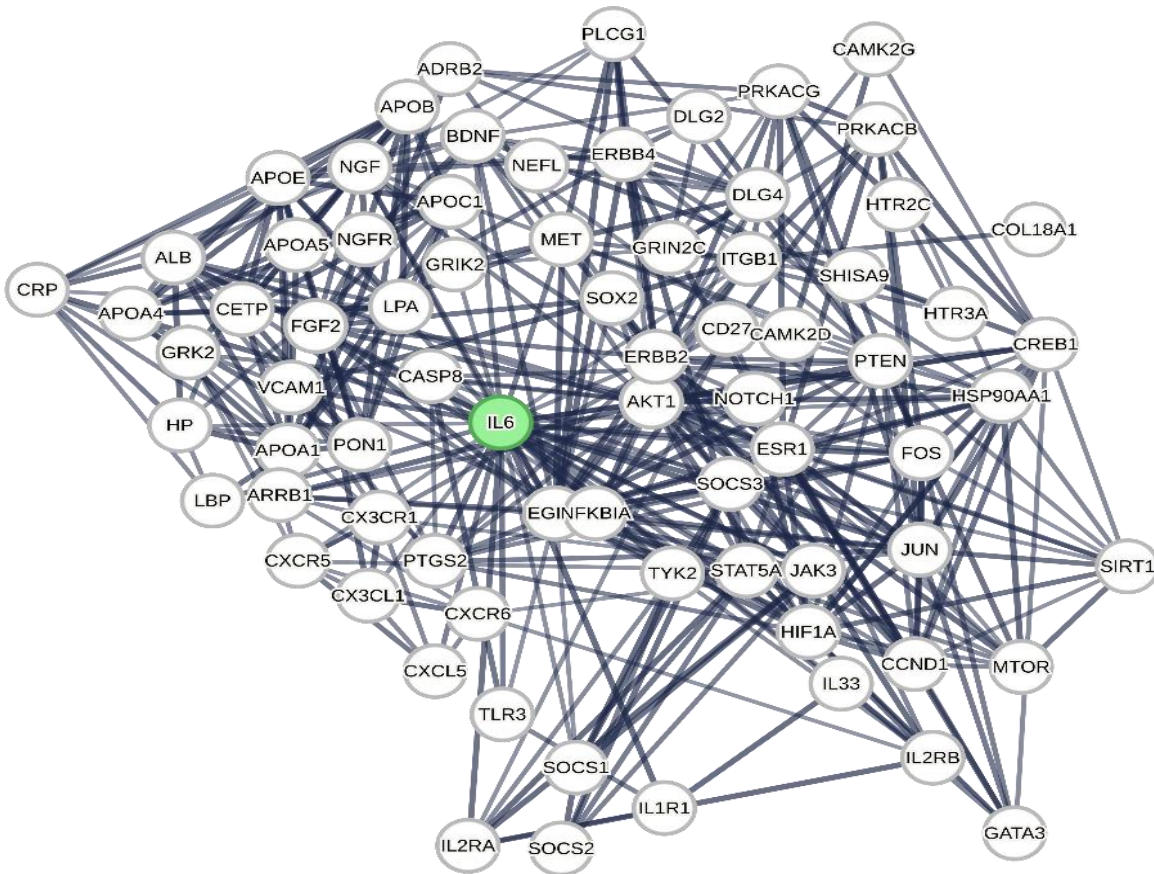 PLCG1
CAMK2G
ADRB2
PRKACG
APOB
DLG2
PRKACB
BDNF
ERBB4
NEFL
NGF
APOE
DLG4
APOC1
HTR2C
COL18A1
NGFR
MET
APOA5
GRIN2C
ALB
ITGB1
GRIK2
SHISA9
CRP
SOX2
LPA
APOA4
CETP
HTR3A
FGF2
CD27
CAMK2D
CREB1
GRK2
ERBB2
PTEN
CASP8
VCAM1
HSP90AA1
AKT1
NOTCH1
IL6
HP
PON1
APOA1
ESR1
FOS
SOCS3
ARRB1
LBP
CX3CR1
EGI
NFKBIA
JUN
PTGS2
CXCR5
SIRT1
TYK2
STAT5A
JAK3
CX3CL1
CXCR6
HIF1A
CCND1
MTOR
CXCL5
IL33
TLR3
IL2RB
SOCS1
IL1R1
GATA3
IL2RA
SOCS2